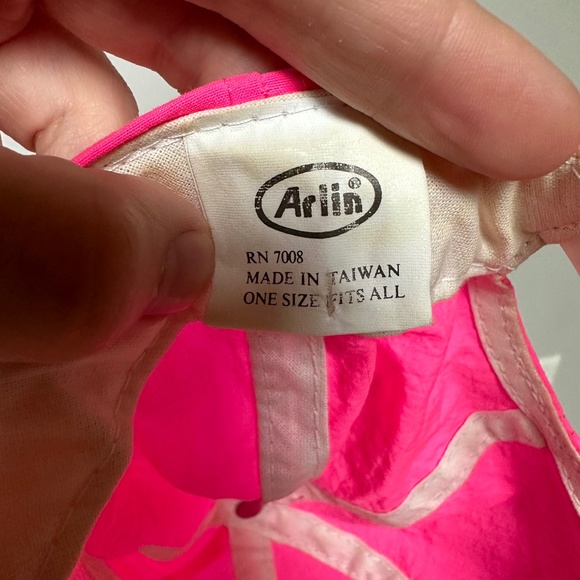 Arlin®
RN 7008
MADE IN TAIWAN
ONE SIZE FITS ALL